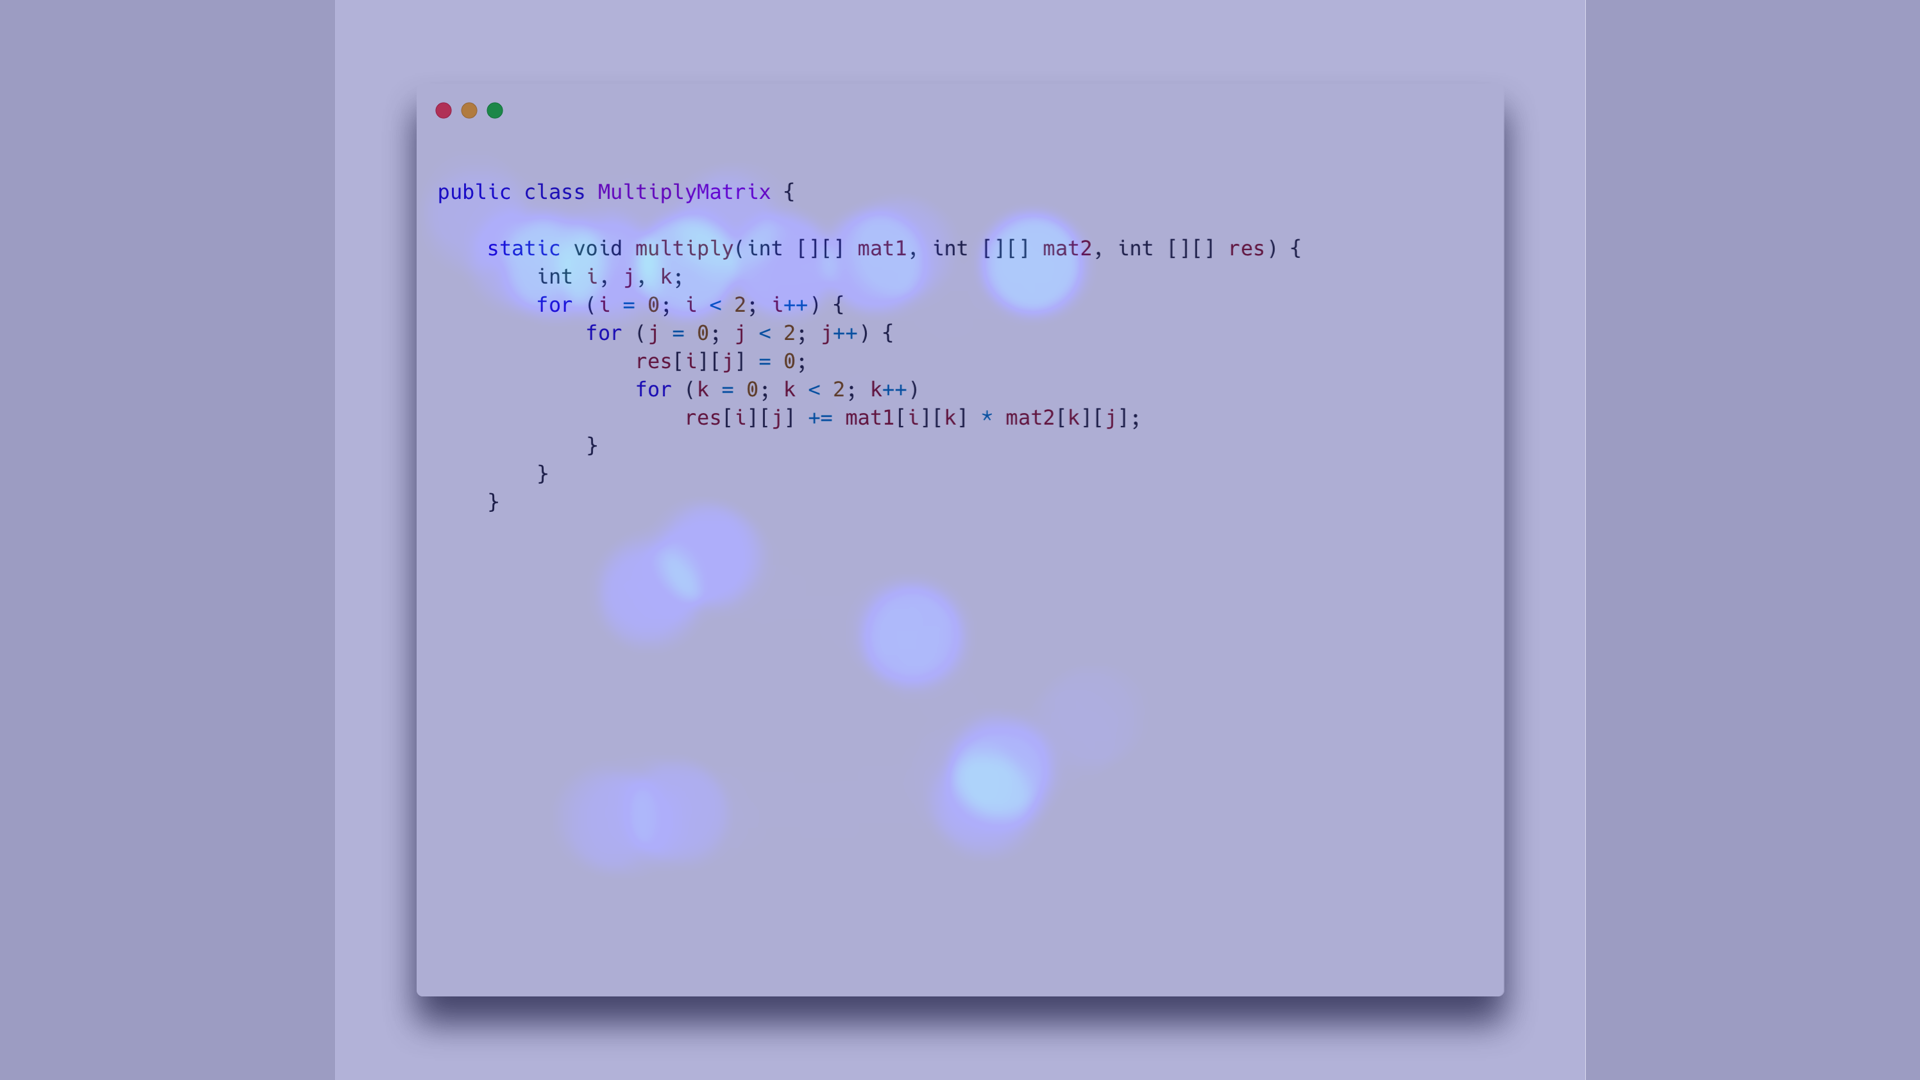 public class MultiplyMatrix {
static void multiply(int [][] mat1, int [][] mat2, int [][] res) {
int i, j, k;
for (i = 0; i < 2; i++) {
for (j = 0; j < 2; j++) {
res[i][j] = 0;
for (k = 0; k < 2; k++)
res[i][j] += mat1[i][k] * mat2[k][j];
}
}
}